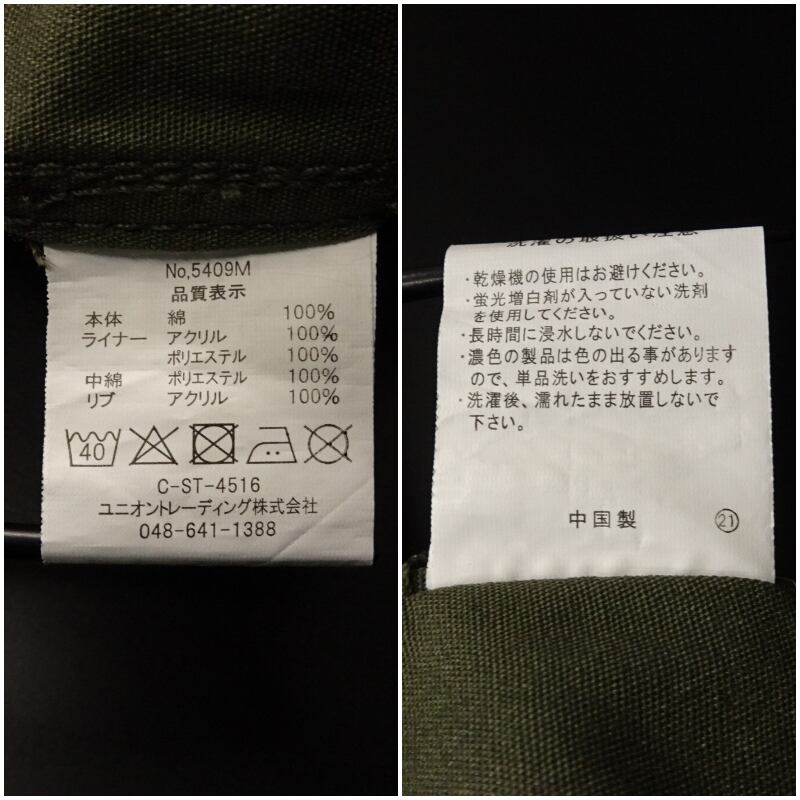 No,5409M
品質表示
本体 綿 100%
ライナー アクリル 100%
ポリエステル 100%
中綿 ポリエステル 100%
リブ アクリル 100%
40
C-ST-4516
ユニオントレーディング株式会社
048-641-1388
洗濯の最扱い注意
・乾燥機の使用はお避けください。
・蛍光増白剤が入っていない洗剤
を使用してください。
・長時間に浸水しないでください。
・濃色の製品は色の出る事があります
ので、単品洗いをおすすめします。
・洗濯後、濡れたまま放置しないで
下さい。
中国製 21